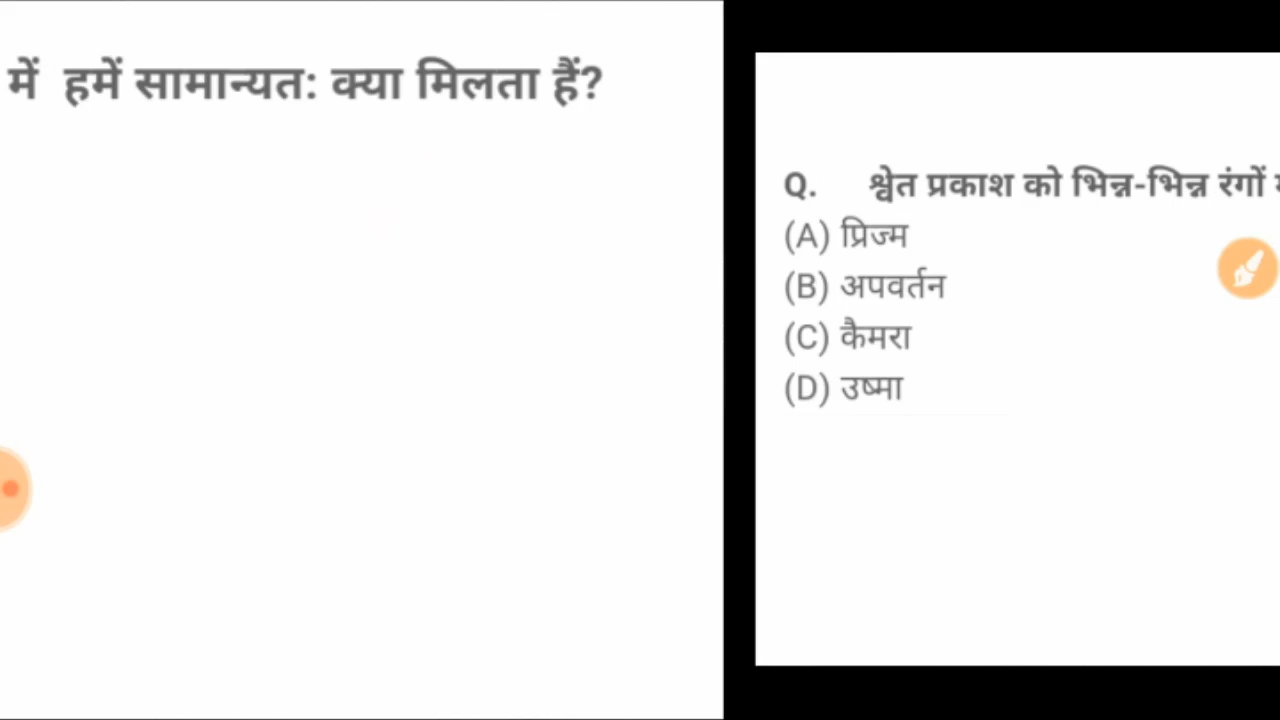 में हमें सामान्यत: क्या मिलता हैं?
Q. श्वेत प्रकाश को भिन्न-भिन्न रंगों
(A) प्रिज्म
(B) अपवर्तन
(C) कैमरा
(D) उष्मा